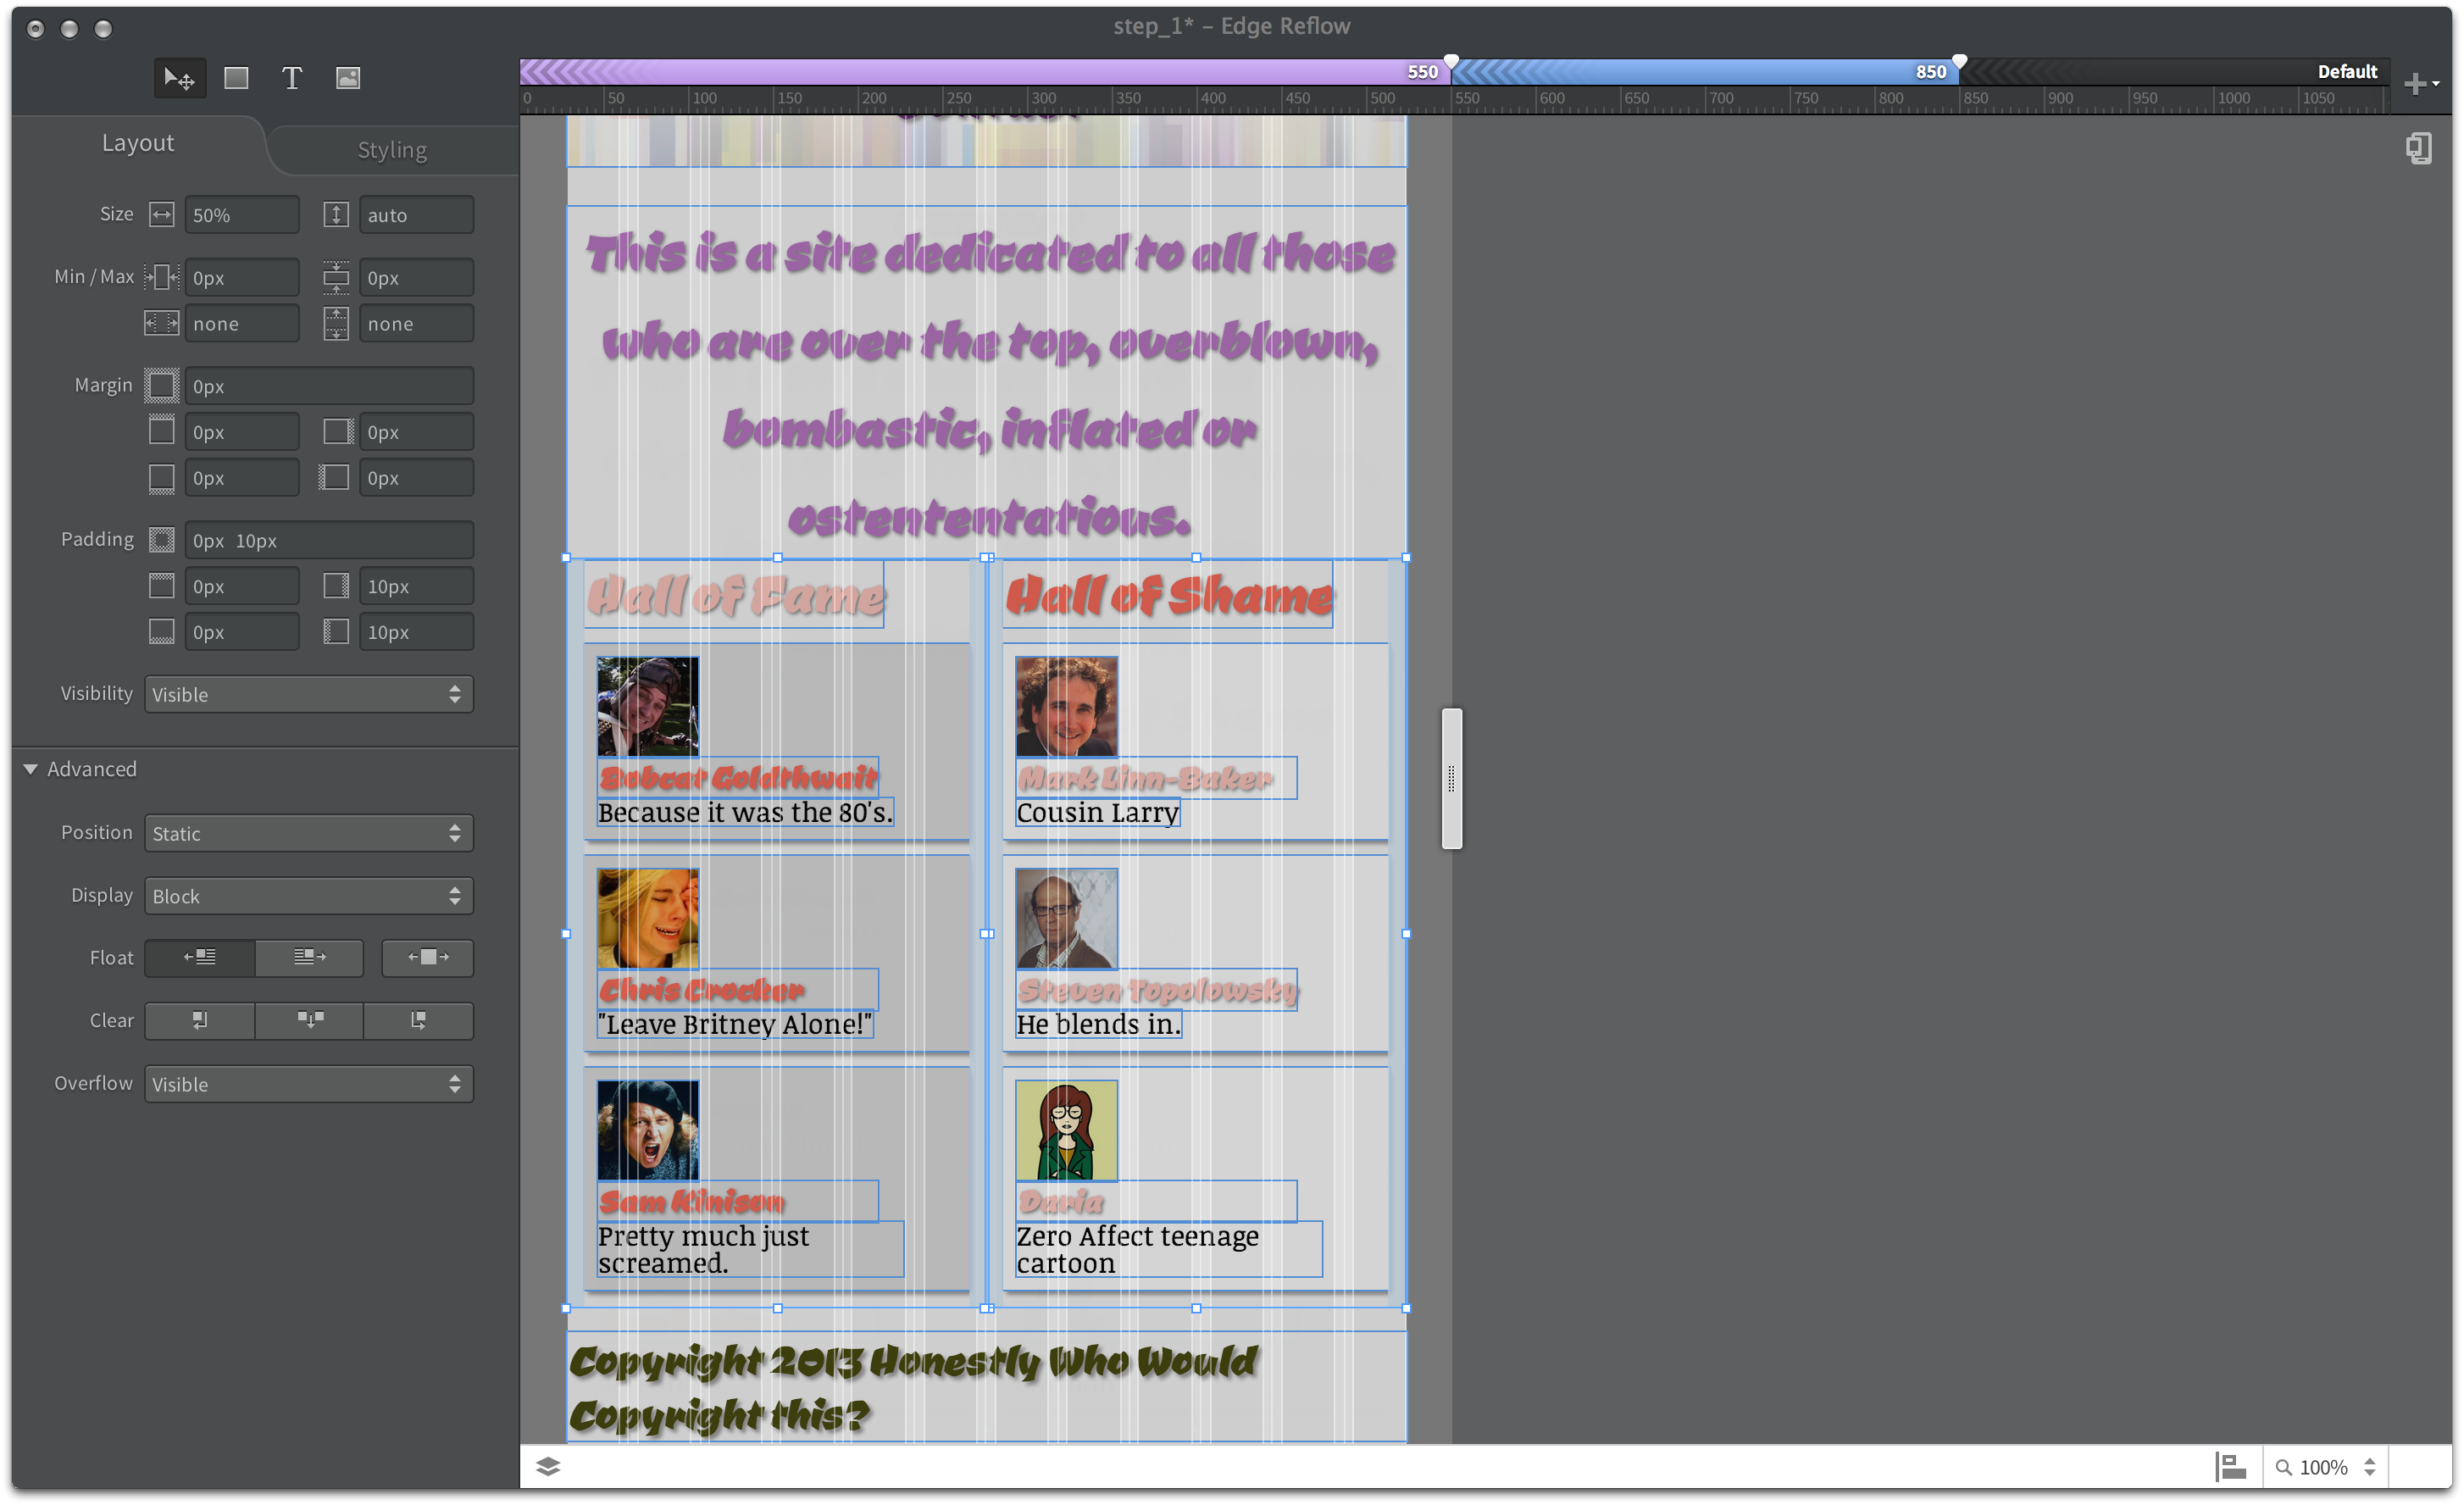 step_1* – Edge Reflow
550
850
Default
0 50 100 150 200 250 300 350 400 450 500 550 600 650 700 750 800 850 900 950 1000 1050
Layout
Styling
Size 50% auto
Min / Max 0px 0px
none none
Margin 0px
0px 0px
0px 0px
Padding 0px 10px
0px 10px
0px 10px
Visibility Visible
Advanced
Position Static
Display Block
Float
Clear
Overflow Visible
This is a site dedicated to all those
who are over the top, overblown,
bombastic, inflated or
ostententatious.
Hall of Fame
Bobcat Goldthwait
Because it was the 80's.
Chris Crocker
"Leave Britney Alone!"
Sam Kinison
Pretty much just
screamed.
Hall of Shame
Mark Linn-Baker
Cousin Larry
Steven Topolowsky
He blends in.
Daria
Zero Affect teenage
cartoon
Copyright 2013 Honestly Who Would
Copyright this?
100%